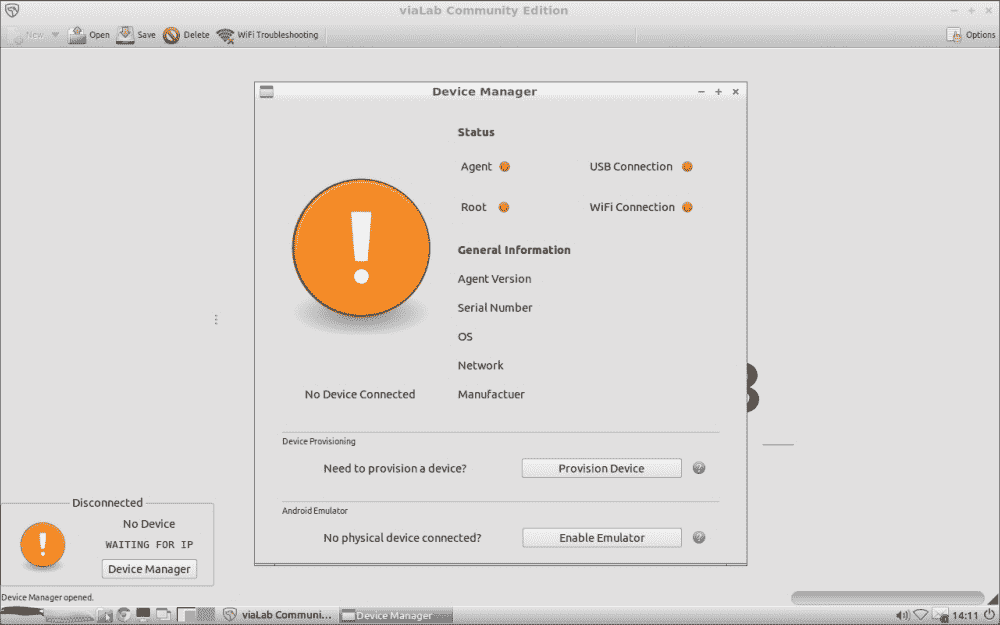 viaLab Community Edition
New Open Save Delete WiFi Troubleshooting Options
Device Manager
Status
Agent USB Connection
Root WiFi Connection
General Information
Agent Version
Serial Number
OS
Network
No Device Connected Manufactuer
Device Provisioning
Need to provision a device? Provision Device
Android Emulator
No physical device connected? Enable Emulator
Disconnected
No Device
WAITING FOR IP
Device Manager
Device Manager opened.
viaLab Communi... Device Manager 14:11